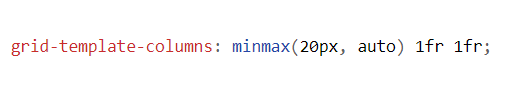 grid-template-columns: minmax(20px, auto) 1fr 1fr;